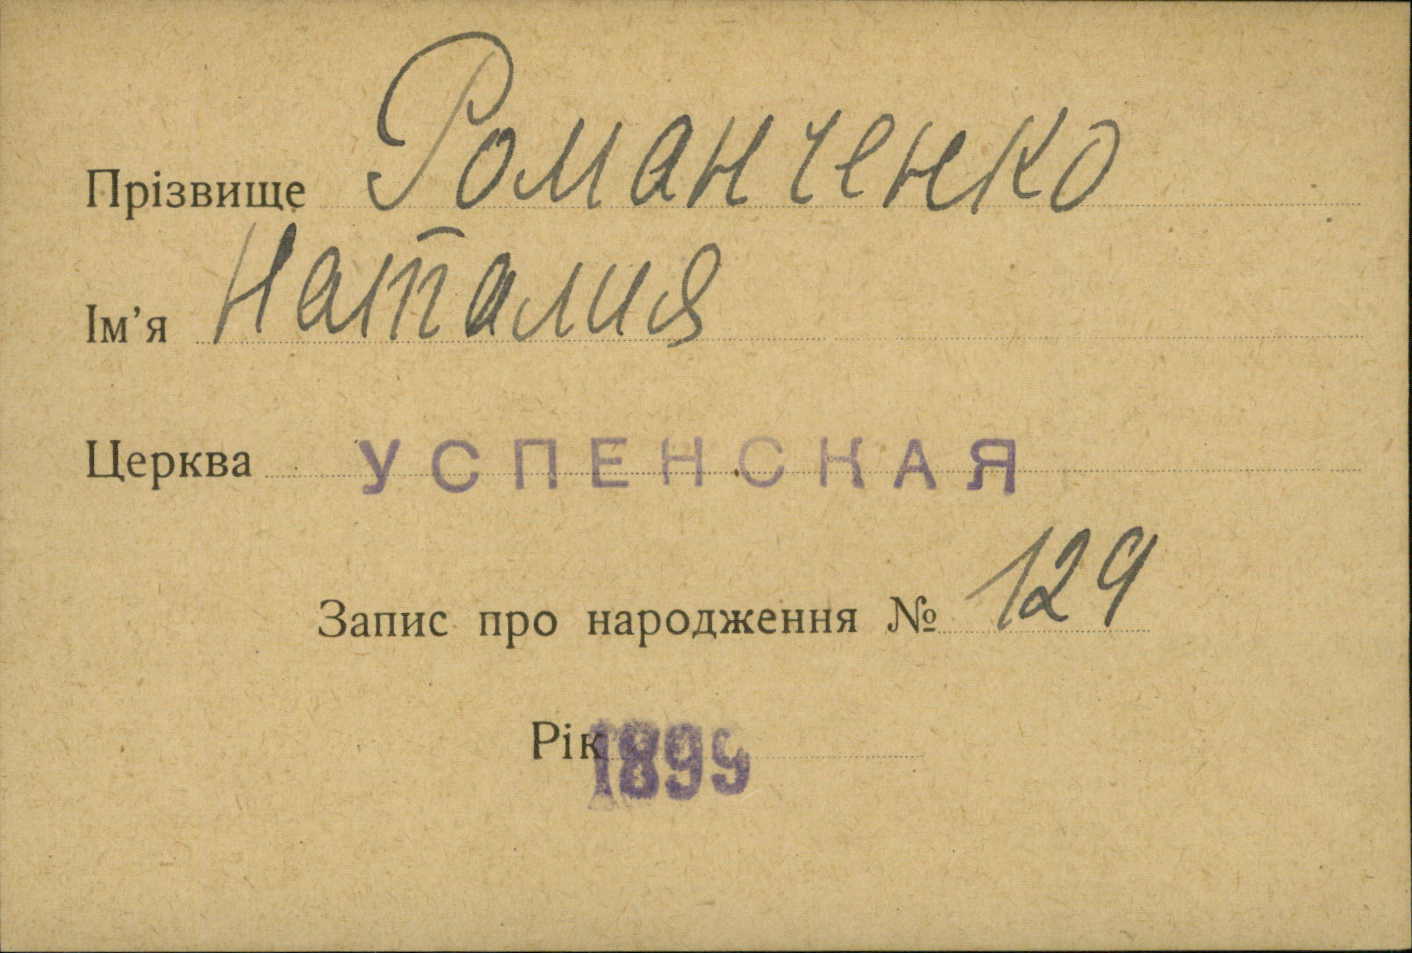 Прізвище Романченко
Ім’я Наталия
Церква УСПЕНСКАЯ
Запис про народження № 129
Рік 1899